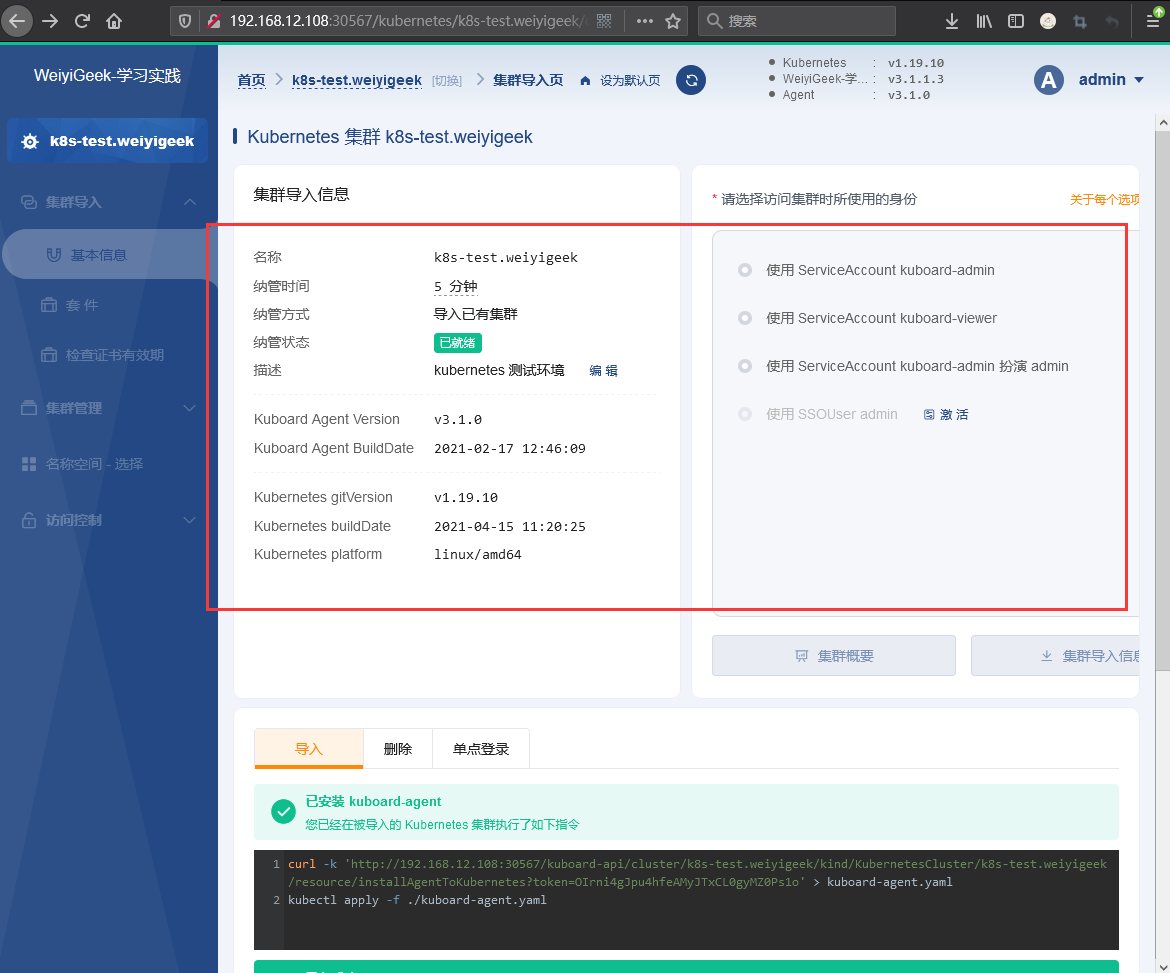 192.168.12.108:30567/kubernetes/k8s-test.weiyigeek/
搜索
WeiyiGeek-学习实践
首页 > k8s-test.weiyigeek [切换] > 集群导入页 设为默认页
Kubernetes : v1.19.10
WeiyiGeek-学... : v3.1.1.3
Agent : v3.1.0
A admin
k8s-test.weiyigeek
集群导入
基本信息
套件
检查证书有效期
集群管理
名称空间 - 选择
访问控制
Kubernetes 集群 k8s-test.weiyigeek
集群导入信息
名称 k8s-test.weiyigeek
纳管时间 5 分钟
纳管方式 导入已有集群
纳管状态 已就绪
描述 kubernetes 测试环境 编辑
Kuboard Agent Version v3.1.0
Kuboard Agent BuildDate 2021-02-17 12:46:09
Kubernetes gitVersion v1.19.10
Kubernetes buildDate 2021-04-15 11:20:25
Kubernetes platform linux/amd64
* 请选择访问集群时所使用的身份 关于每个选项
使用 ServiceAccount kuboard-admin
使用 ServiceAccount kuboard-viewer
使用 ServiceAccount kuboard-admin 扮演 admin
使用 SSOUser admin 激活
集群概要 集群导入信息
导入 删除 单点登录
已安装 kuboard-agent
您已经在被导入的 Kubernetes 集群执行了如下指令
1 curl -k 'http://192.168.12.108:30567/kuboard-api/cluster/k8s-test.weiyigeek/kind/KubernetesCluster/k8s-test.weiyigeek
/resource/installAgentToKubernetes?token=OIrni4gJpu4hfeAMyJTxCL0gyMZ0Ps1o' > kuboard-agent.yaml
2 kubectl apply -f ./kuboard-agent.yaml